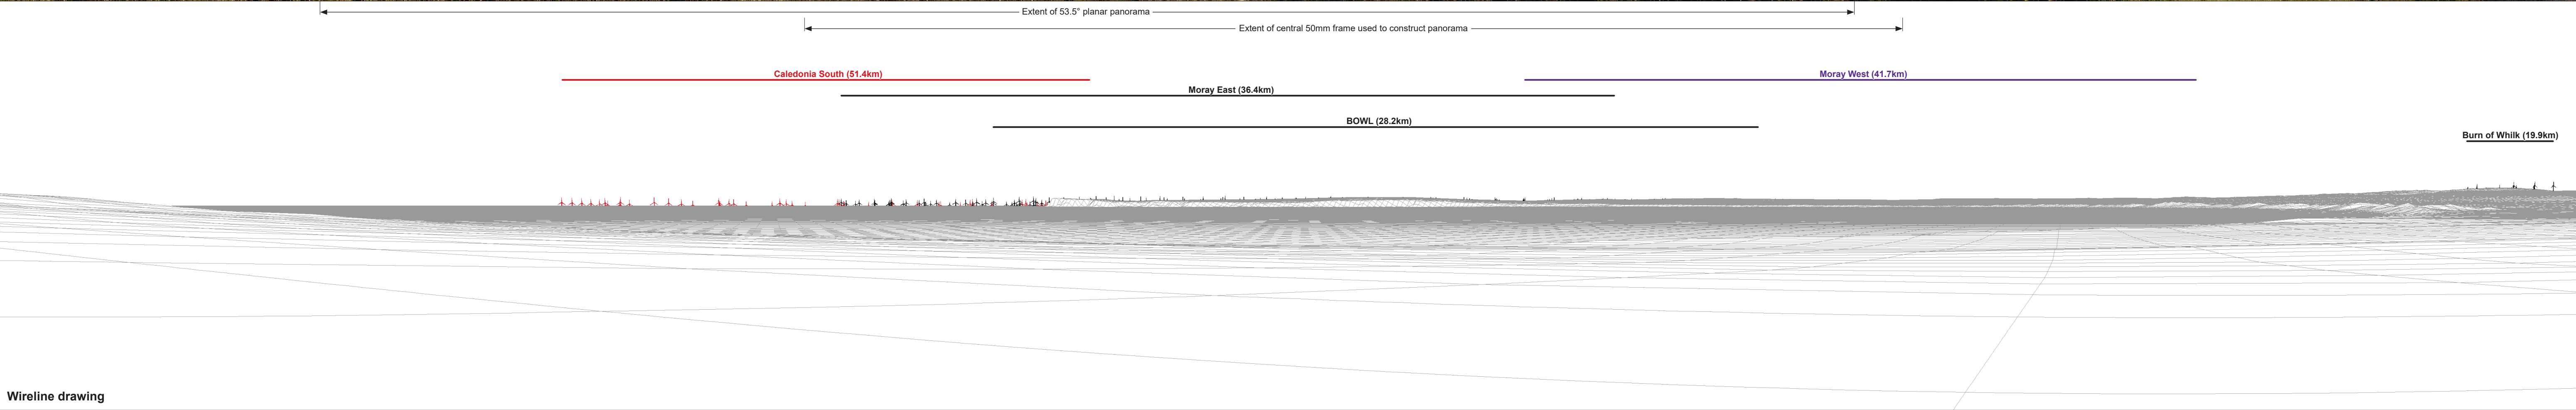 Extent of 53.5° planar panorama
Extent of central 50mm frame used to construct panorama
Caledonia South (51.4km)
Moray West (41.7km)
Moray East (36.4km)
BOWL (28.2km)
Burn of Whilk (19.9km)
Wireline drawing